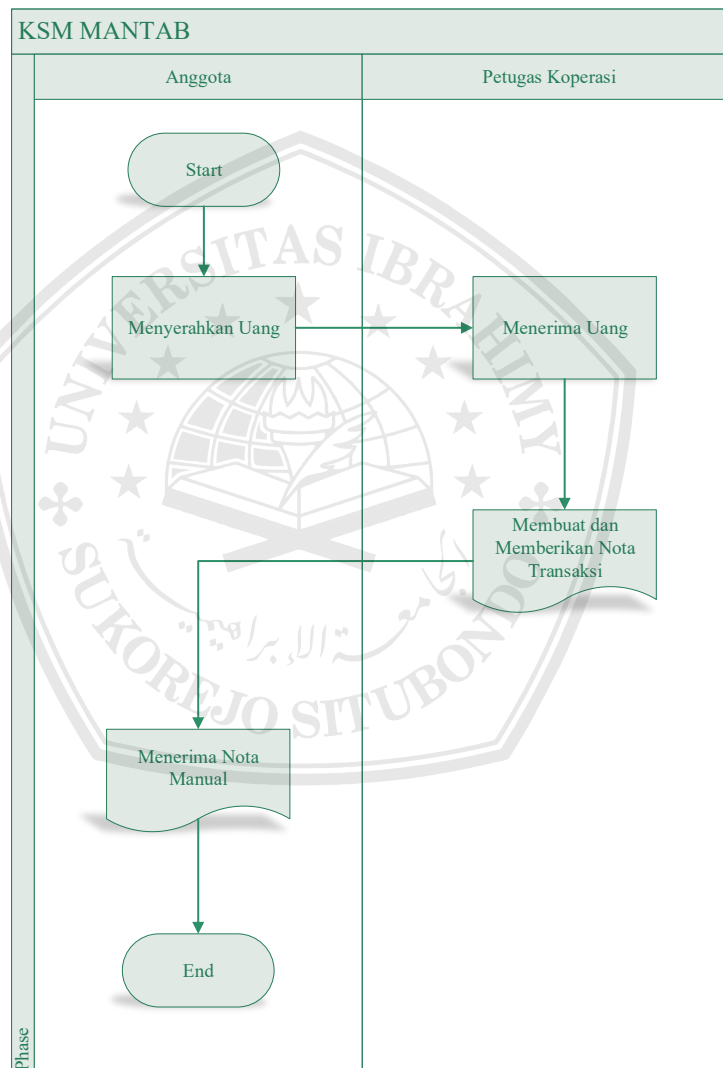 KSM MANTAB
Anggota
Petugas Koperasi
Start
Menyerahkan Uang
Menerima Uang
Membuat dan
Memberikan Nota
Transaksi
Menerima Nota
Manual
End
Phase
UNIVERSITAS IBRAHIMY
SUKOREJO SITUBONDO